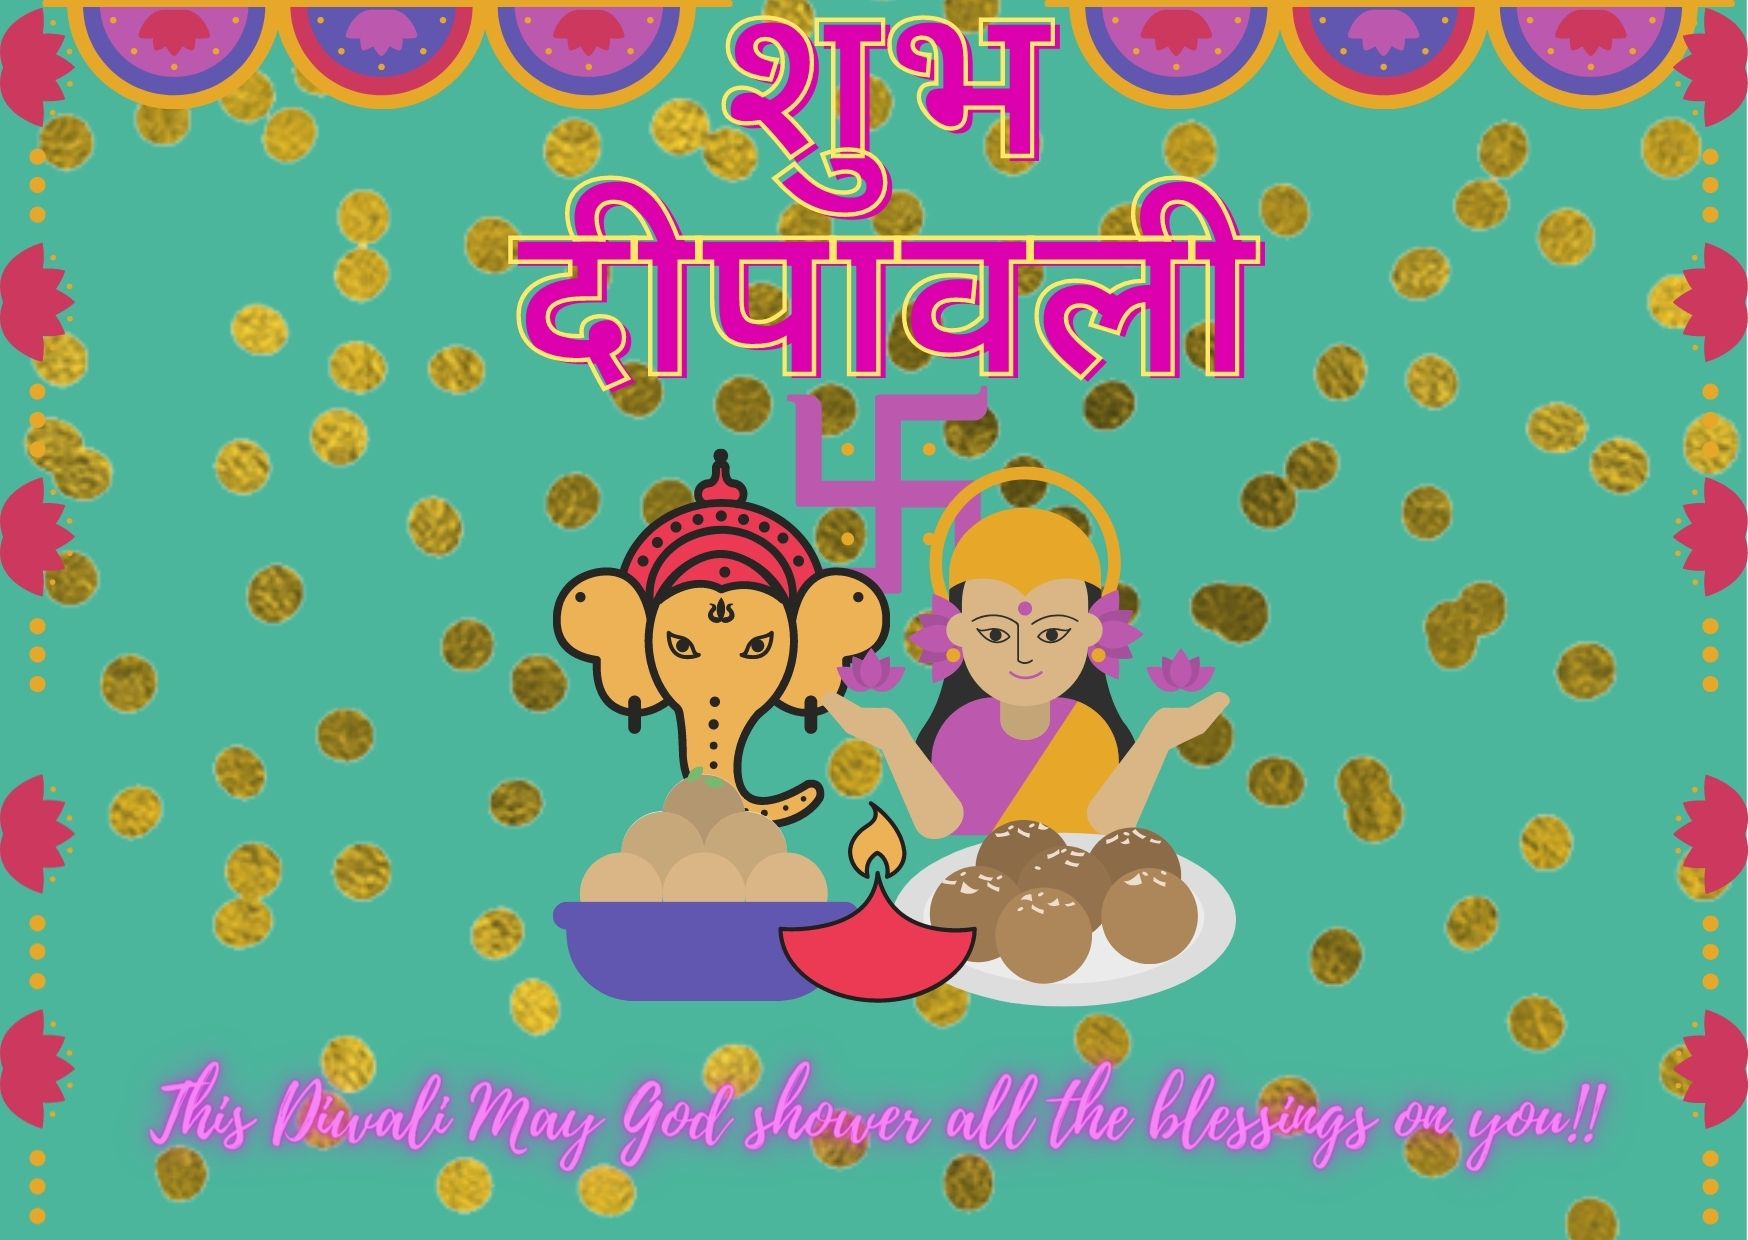 शुभ
दीपावली
This Diwali May God shower all the blessings on you!!